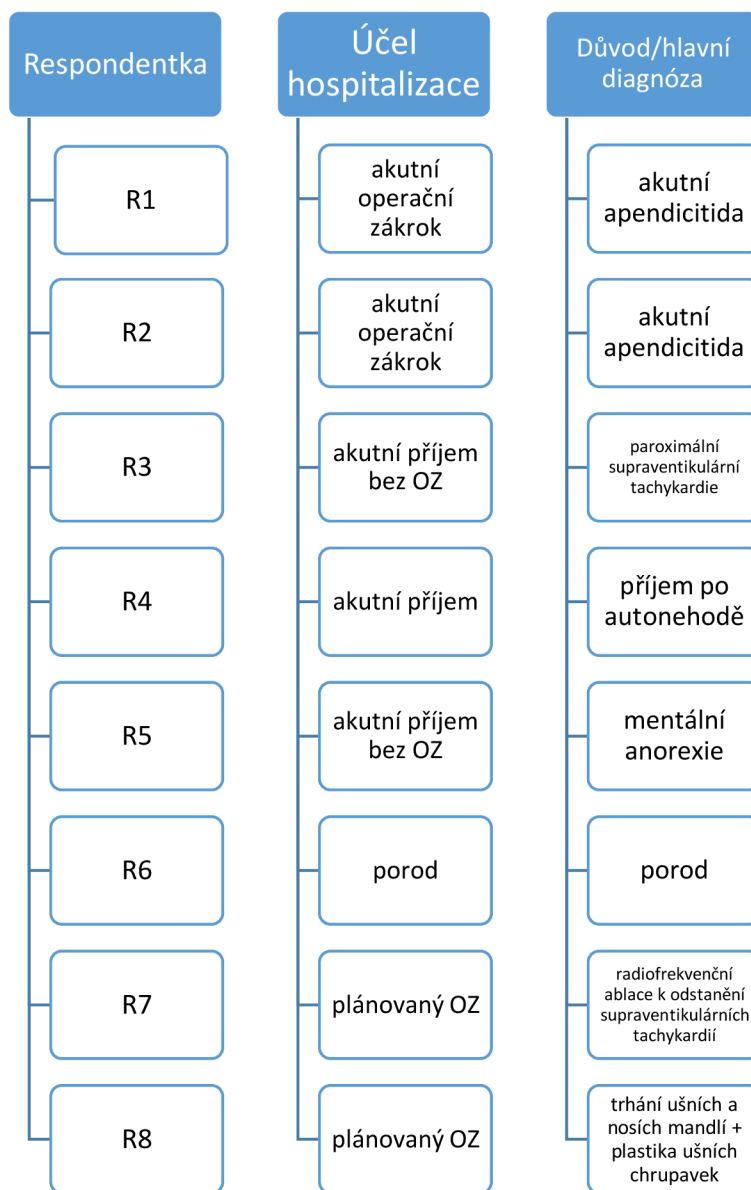 Respondentka
Účel
hospitalizace
Důvod/hlavní
diagnóza
R1
akutní
operační
zákrok
akutní
apendicitida
R2
akutní
operační
zákrok
akutní
apendicitida
R3
akutní příjem
bez OZ
paroximální
supraventikulární
tachykardie
R4
akutní příjem
příjem po
autonehodě
R5
akutní příjem
bez OZ
mentální
anorexie
R6
porod
porod
R7
plánovaný OZ
radiofrekvenční
ablace k odstanění
supraventikulárních
tachykardií
R8
plánovaný OZ
trhání ušních a
nosích mandlí +
plastika ušních
chrupavek